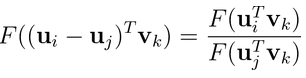 F((u_i − u_j)^T v_k) = F(u_i^T v_k) / F(u_j^T v_k)